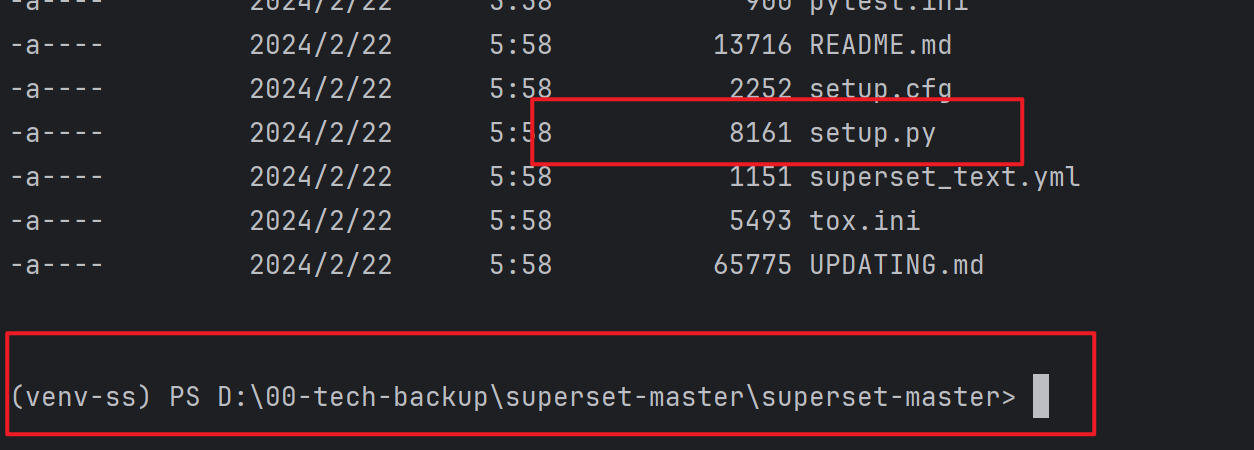 -a---- 2024/2/22 5:58 900 pytest.ini
-a---- 2024/2/22 5:58 13716 README.md
-a---- 2024/2/22 5:58 2252 setup.cfg
-a---- 2024/2/22 5:58 8161 setup.py
-a---- 2024/2/22 5:58 1151 superset_text.yml
-a---- 2024/2/22 5:58 5493 tox.ini
-a---- 2024/2/22 5:58 65775 UPDATING.md
(venv-ss) PS D:\00-tech-backup\superset-master\superset-master>